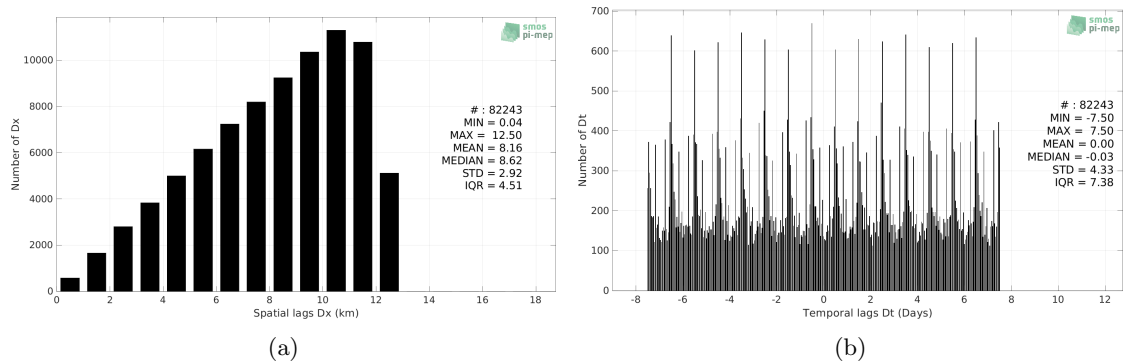 smos
pi-mep
10000
8000
6000
4000
2000
0
Number of Dx
# : 82243
MIN = 0.04
MAX = 12.50
MEAN = 8.16
MEDIAN = 8.62
STD = 2.92
IQR = 4.51
0 2 4 6 8 10 12 14 16 18
Spatial lags Dx (km)
(a)
700
600
500
400
300
200
100
0
Number of Dt
smos
pi-mep
# : 82243
MIN = -7.50
MAX = 7.50
MEAN = 0.00
MEDIAN = -0.03
STD = 4.33
IQR = 7.38
-8 -6 -4 -2 0 2 4 6 8 10 12
Temporal lags Dt (Days)
(b)